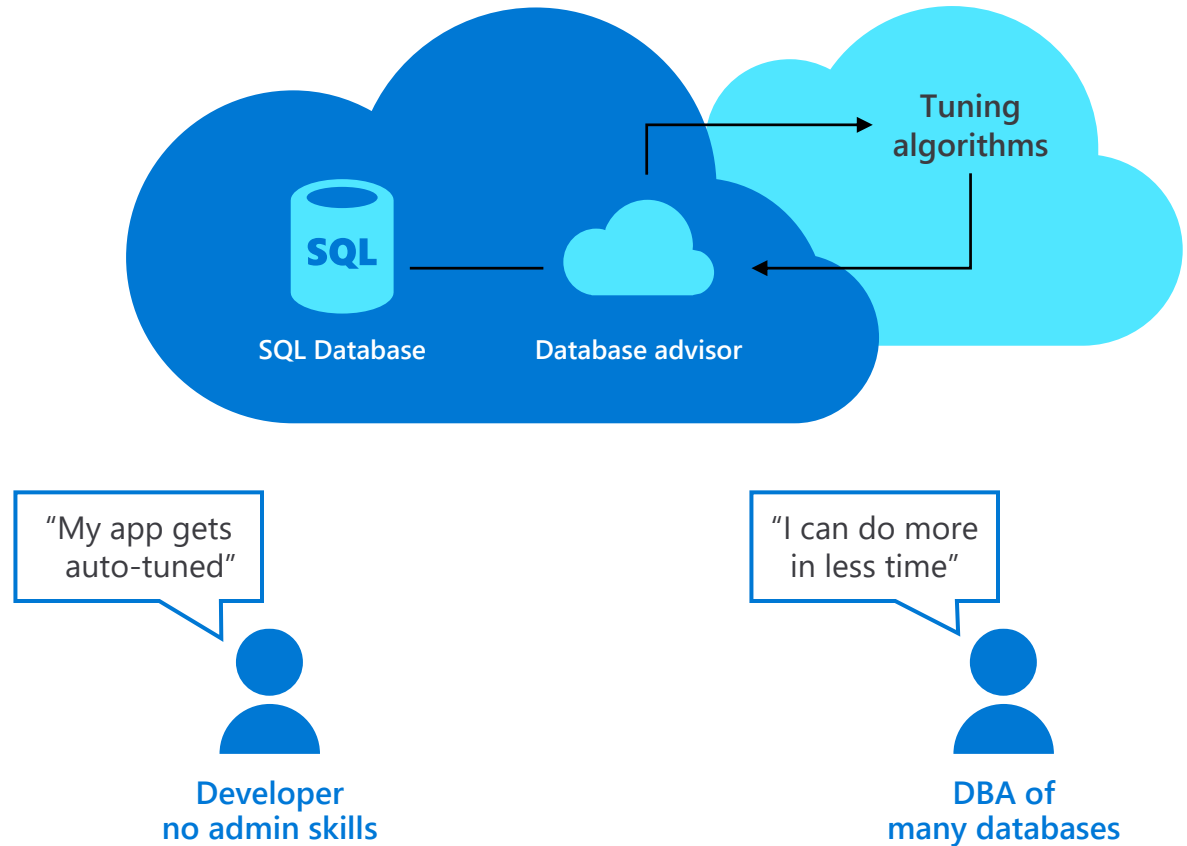 Tuning
algorithms
SQL
SQL Database
Database advisor
“My app gets
auto-tuned”
“I can do more
in less time”
Developer
no admin skills
DBA of
many databases